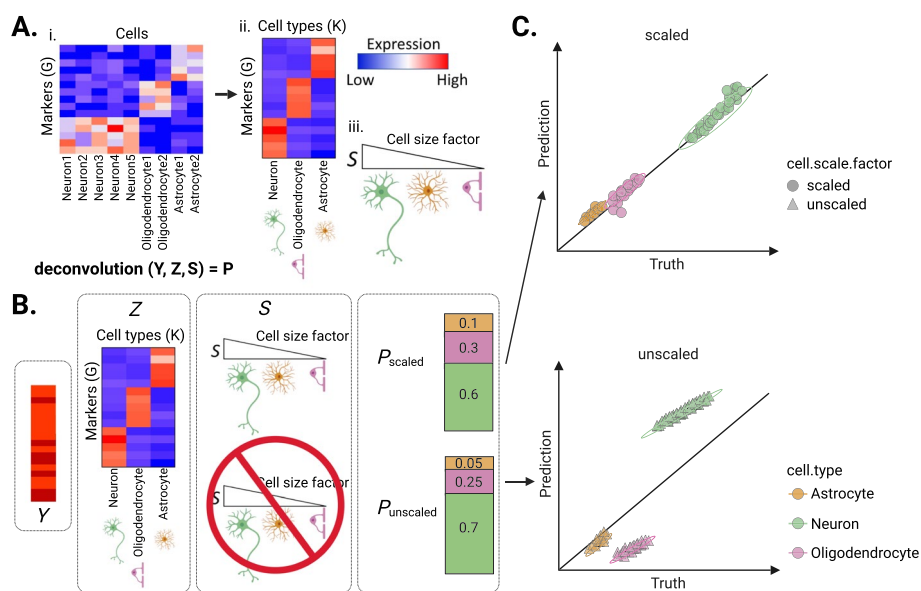 A.
i.
Cells
Markers (G)
Neuron1
Neuron2
Neuron3
Neuron4
Neuron5
Oligodendrocyte1
Oligodendrocyte2
Astrocyte1
Astrocyte2
ii. Cell types (K)
Markers (G)
Neuron
Oligodendrocyte
Astrocyte
Expression
Low High
iii.
Cell size factor
S
deconvolution (Y, Z, S) = P
B.
Y
Z
Cell types (K)
Markers (G)
Neuron
Oligodendrocyte
Astrocyte
S
Cell size factor
S
Cell size factor
S
Pscaled
0.1
0.3
0.6
Punscaled
0.05
0.25
0.7
C.
scaled
Prediction
Truth
cell.scale.factor
scaled
unscaled
unscaled
Prediction
Truth
cell.type
Astrocyte
Neuron
Oligodendrocyte